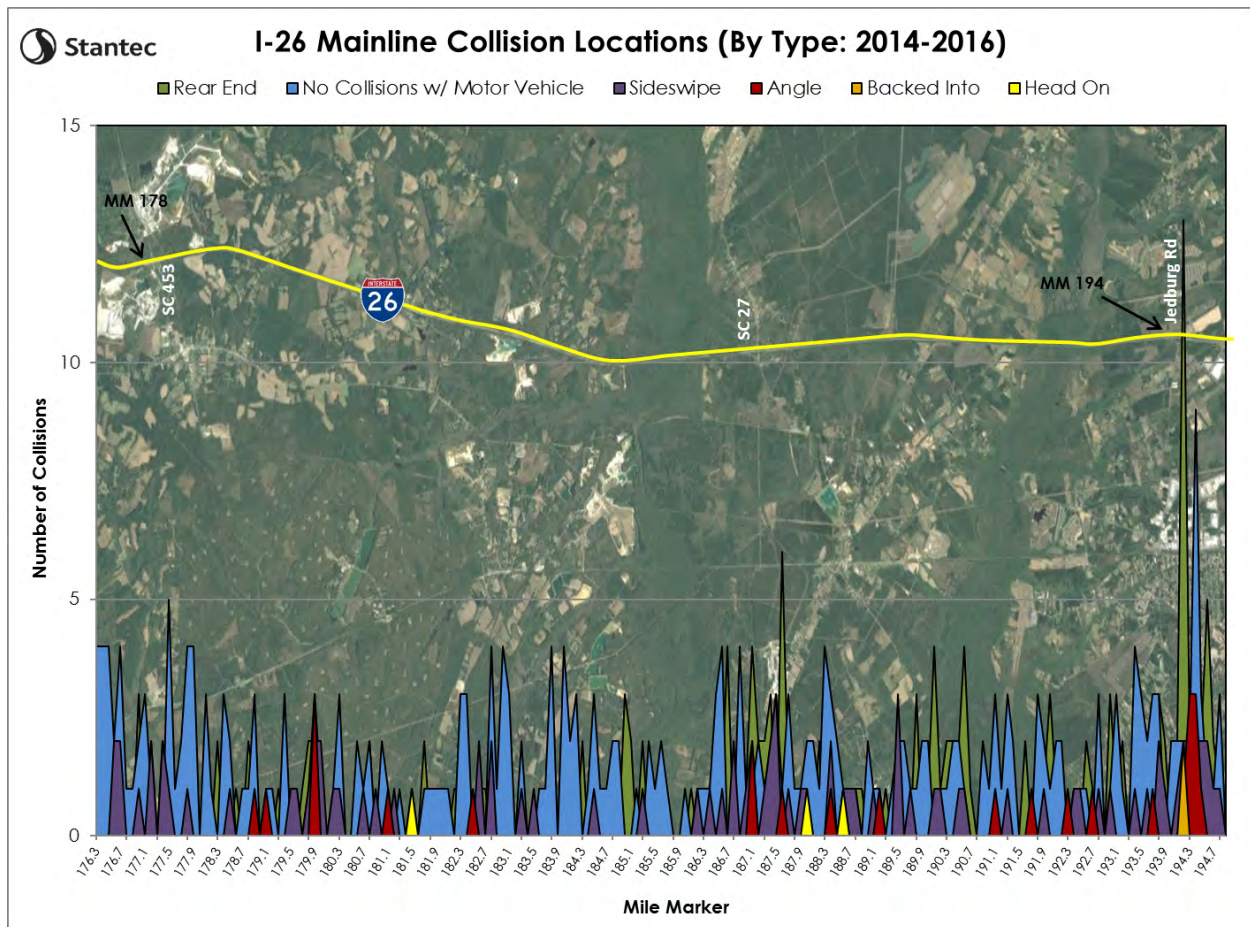 Stantec
I-26 Mainline Collision Locations (By Type: 2014-2016)
Rear End No Collisions w/ Motor Vehicle Sideswipe Angle Backed Into Head On
15
10
5
0
Number of Collisions
MM 178
SC 453
INTERSTATE
26
SC 27
MM 194
Jedburg Rd
176.3 176.7 177.1 177.5 177.9 178.3 178.7 179.1 179.5 179.9 180.3 180.7 181.1 181.5 181.9 182.3 182.7 183.1 183.5 183.9 184.3 184.7 185.1 185.5 185.9 186.3 186.7 187.1 187.5 187.9 188.3 188.7 189.1 189.5 189.9 190.3 190.7 191.1 191.5 191.9 192.3 192.7 193.1 193.5 193.9 194.3 194.7
Mile Marker